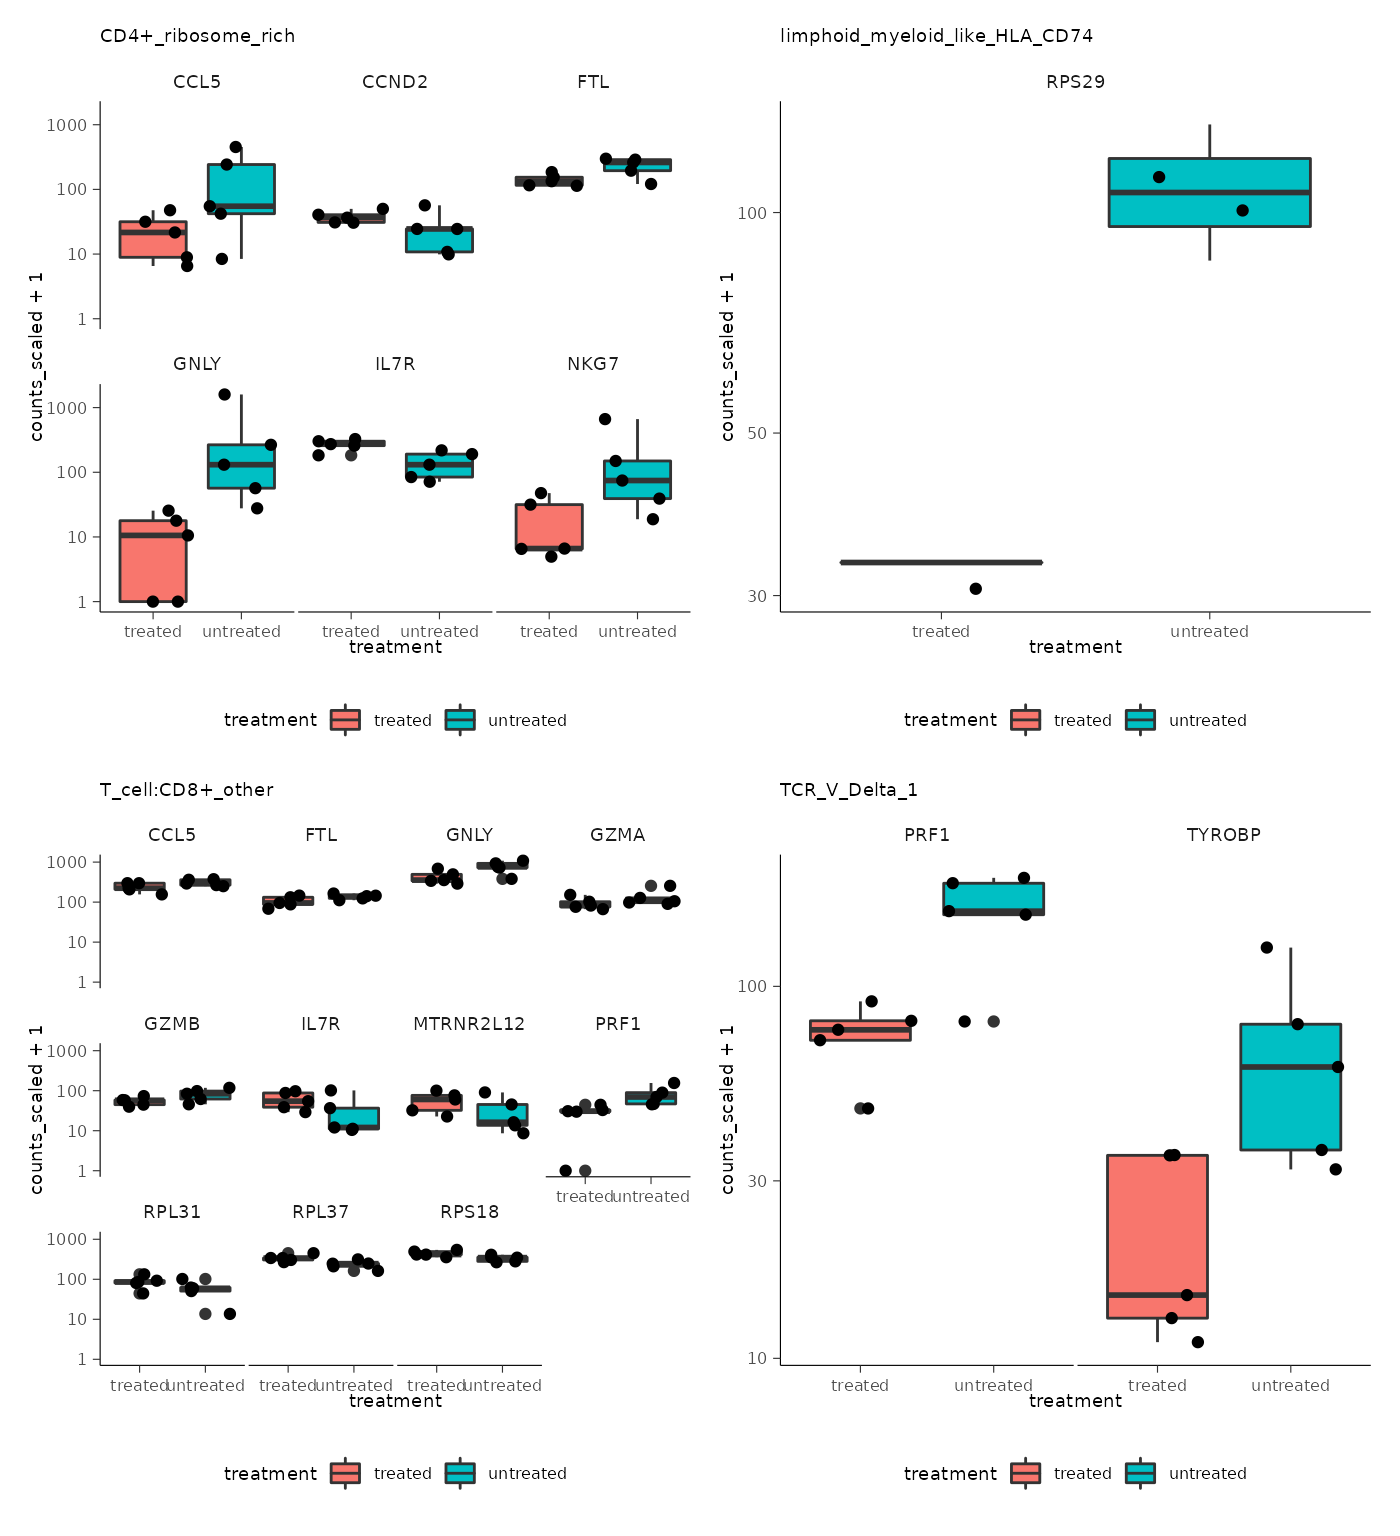 CD4+_ribosome_rich
CCL5 CCND2 FTL
1000
100
10
1
GNLY IL7R NKG7
1000
100
10
1
counts_scaled + 1
treated untreated treated untreated treated untreated
treatment
treatment treated untreated
limphoid_myeloid_like_HLA_CD74
RPS29
100
50
30
counts_scaled + 1
treated untreated
treatment
treatment treated untreated
T_cell:CD8+_other
CCL5 FTL GNLY GZMA
1000
100
10
1
GZMB IL7R MTRNR2L12 PRF1
1000
100
10
1
treated untreated
RPL31 RPL37 RPS18
1000
100
10
1
counts_scaled + 1
treated untreated treated untreated treated untreated
treatment
treatment treated untreated
TCR_V_Delta_1
PRF1 TYROBP
100
30
10
counts_scaled + 1
treated untreated treated untreated
treatment
treatment treated untreated